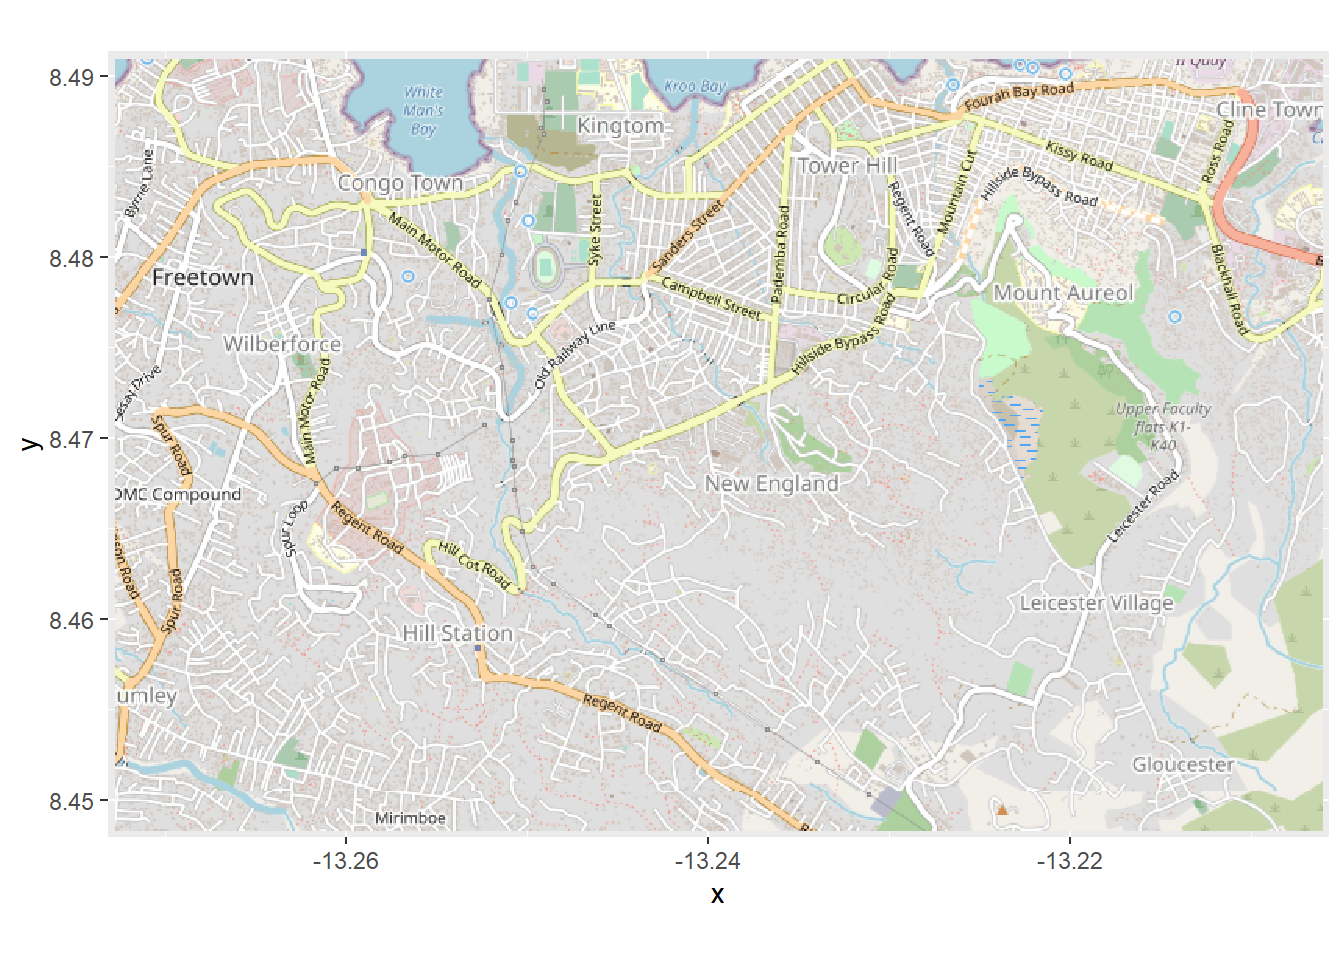 8.49
8.48
8.47
8.46
8.45
y
White
Man's
Bay
Kroo Bay
Kingtom
Fourah Bay Road
Cline Town
Tower Hill
Kissy Road
Ross Road
Byrne Lane
Congo Town
Main Motor Road
Syke Street
Sanders Street
Pademba Road
Regent Road
Mountain Cut
Hillside Bypass Road
Freetown
Campbell Street
Circular Road
Mount Aureol
Blackhall Road
Wilberforce
Old Railway Line
Hillside Bypass Road
Main Motor Road
Spur Road
Upper Faculty
flats K1-
K40
New England
Leicester Road
Spur Loop
Regent Road
Hill Cot Road
Spur Road
Leicester Village
Hill Station
Regent Road
Gloucester
Mirimboe
-13.26
-13.24
-13.22
x